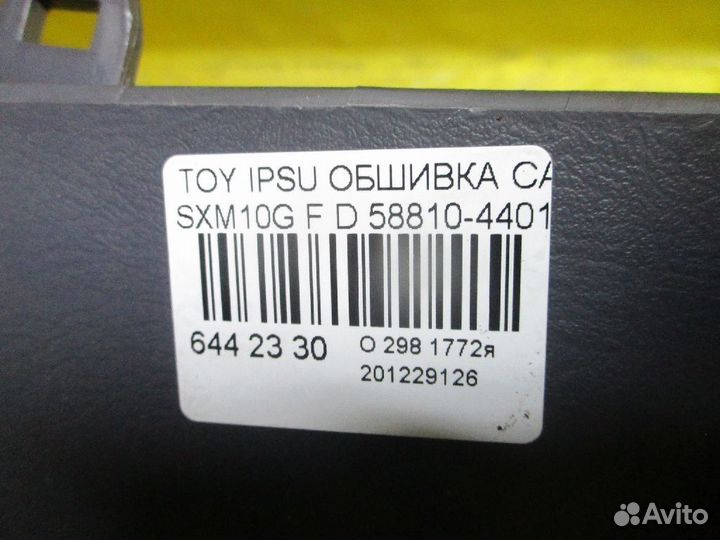 TOY IPSU ОБШИВКА СА
SXM10G F D 58810-4401
644 23 30
О 298 1772я
201229126
Avito